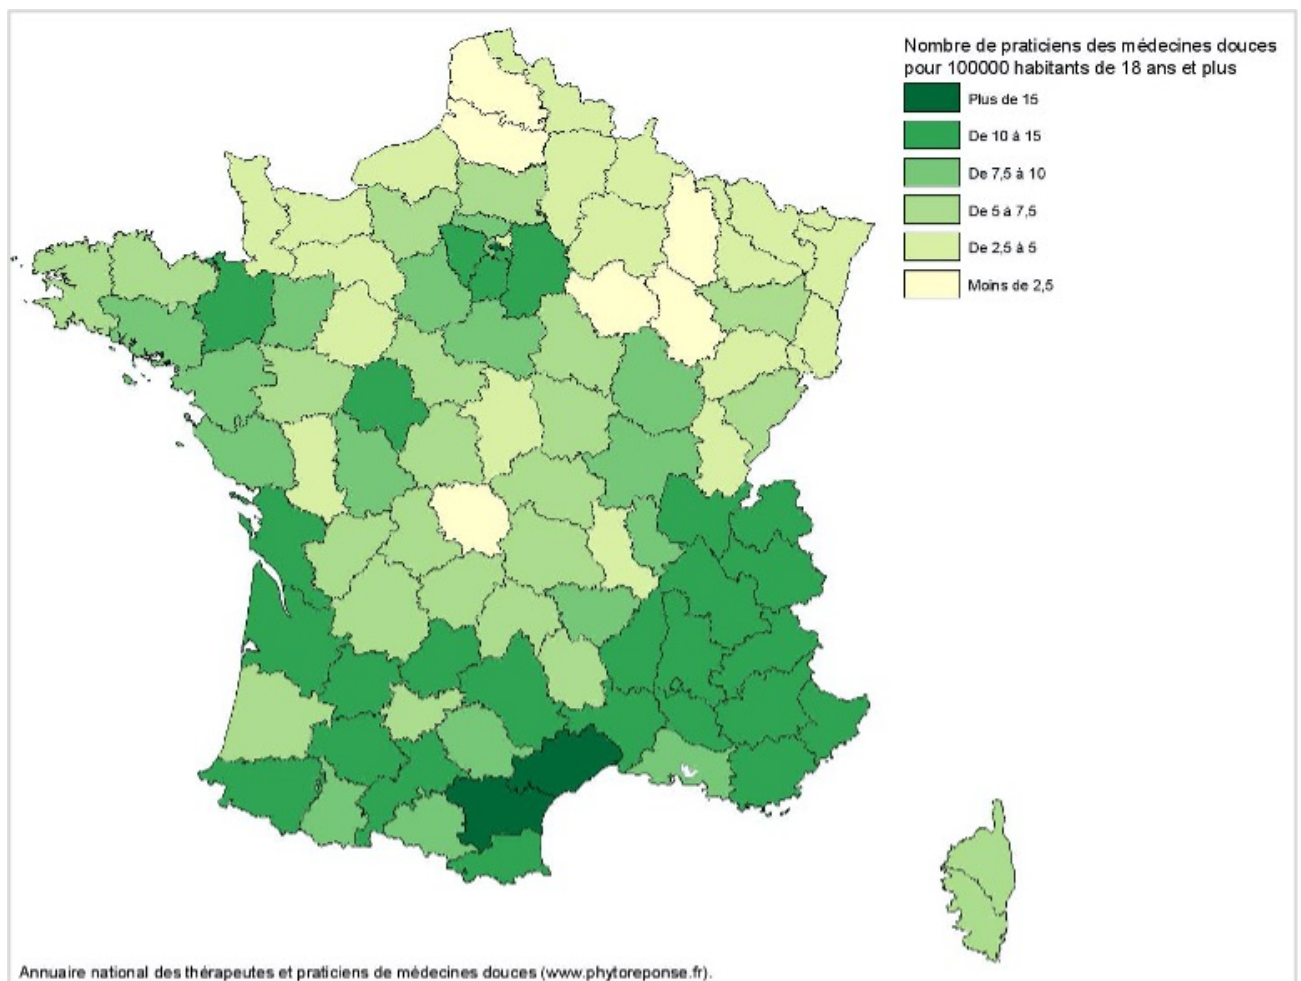 Nombre de praticiens des médecines douces
pour 100000 habitants de 18 ans et plus
Plus de 15
De 10 à 15
De 7,5 à 10
De 5 à 7,5
De 2,5 à 5
Moins de 2,5
Annuaire national des thérapeutes et praticiens de médecines douces (www.phytoreponse.fr).